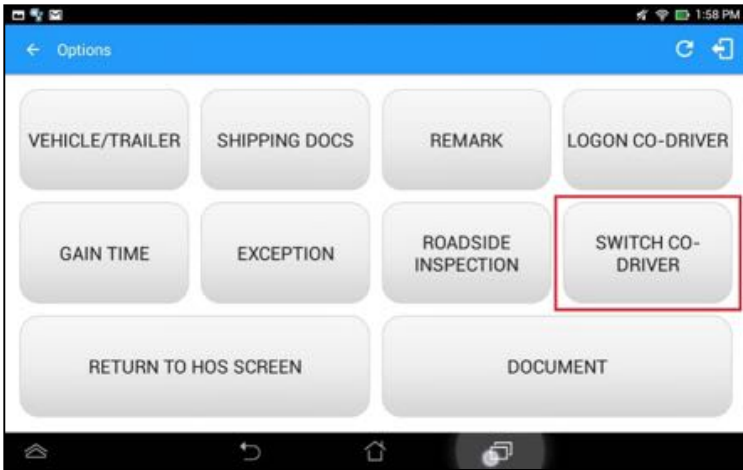 1:58 PM
Options
VEHICLE/TRAILER
SHIPPING DOCS
REMARK
LOGON CO-DRIVER
GAIN TIME
EXCEPTION
ROADSIDE
INSPECTION
SWITCH CO-
DRIVER
RETURN TO HOS SCREEN
DOCUMENT